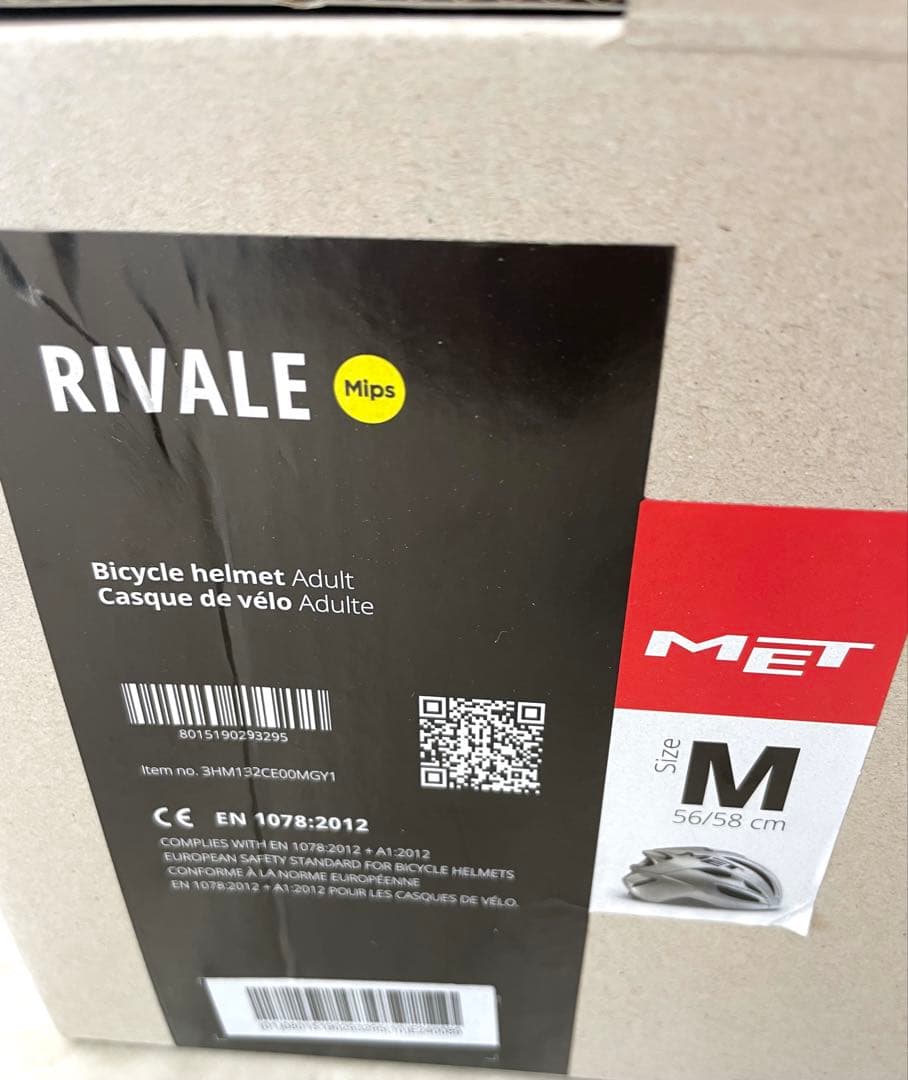 RIVALE Mips
Bicycle helmet Adult
Casque de vélo Adulte
8015190293295
Item no. 3HM132CE00MGY1
CE EN 1078:2012
COMPLIES WITH EN 1078:2012 + A1:2012
EUROPEAN SAFETY STANDARD FOR BICYCLE HELMETS
CONFORME À LA NORME EUROPÉENNE
EN 1078:2012 + A1:2012 POUR LES CASQUES DE VÉLO.
MET
Size M
56/58 cm